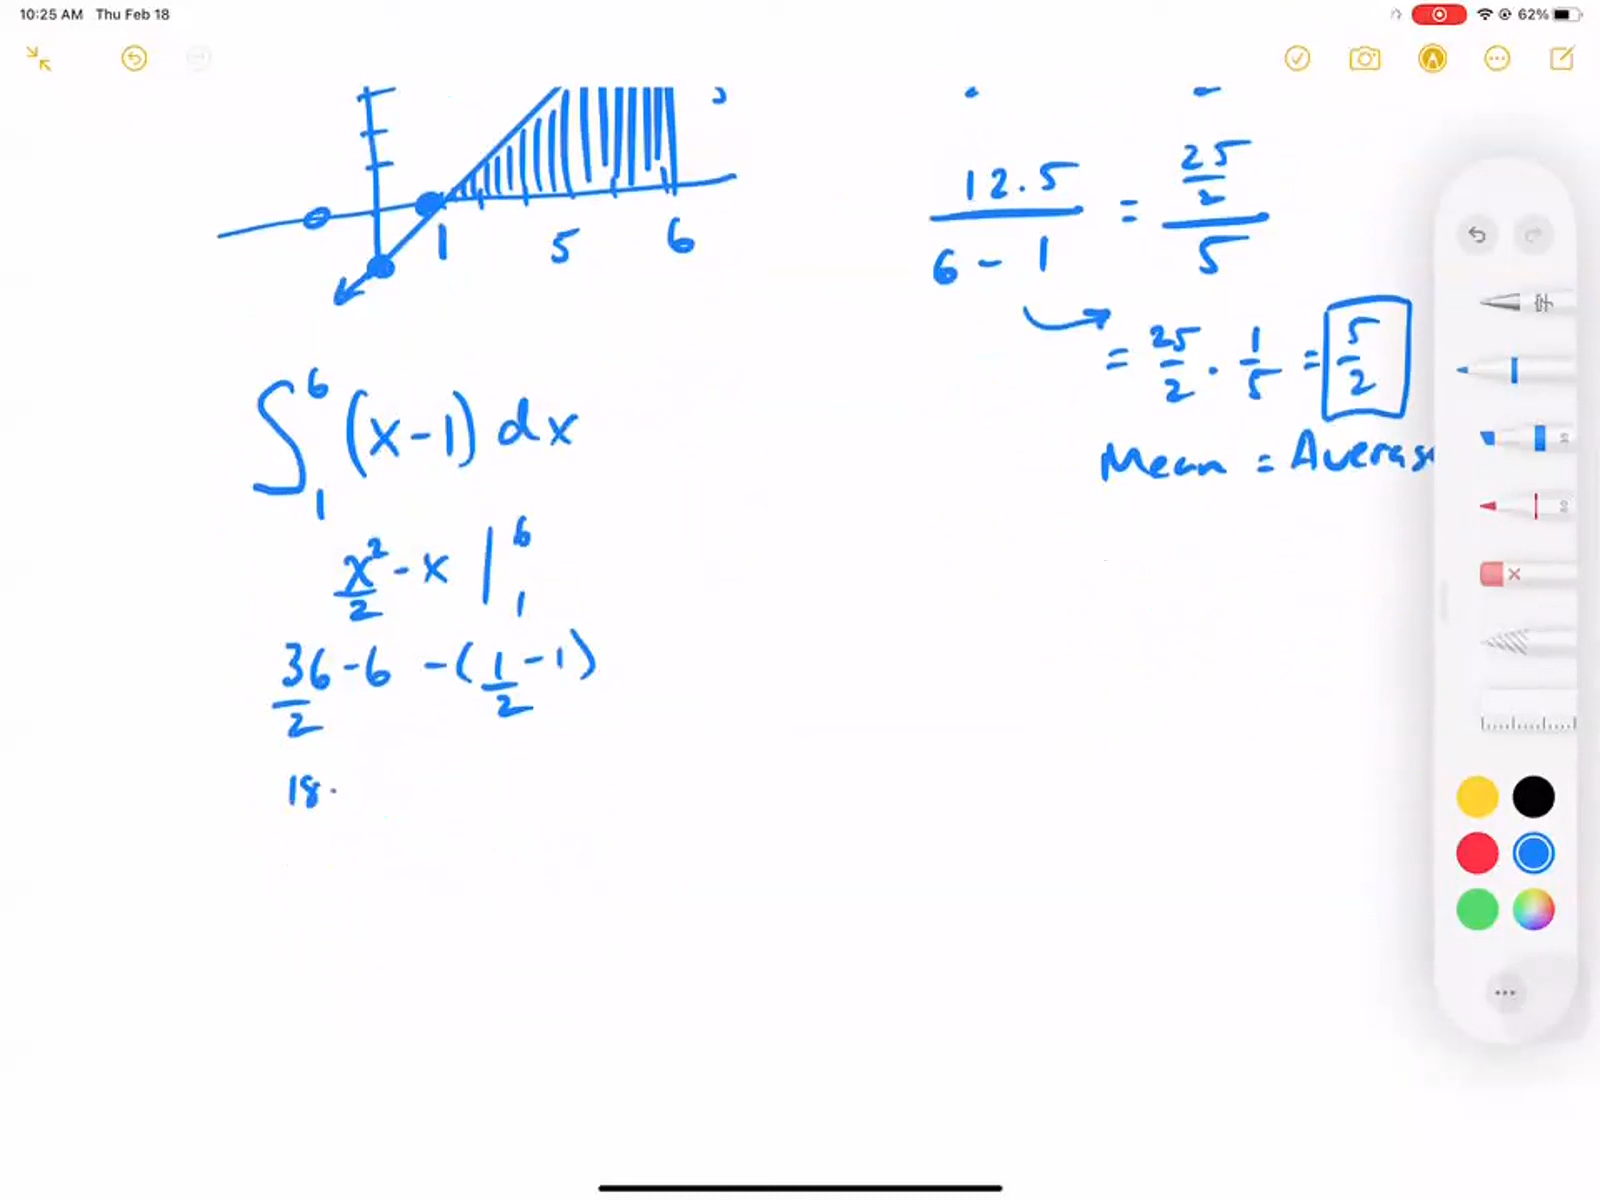 10:25 AM Thu Feb 18
62%
1 5 6
12.5/(6-1) = (25/2)/5
= 25/2 · 1/5 = 5/2
Mean = Averag
∫₁⁶ (x-1) dx
x²/2 - x |₁⁶
36/2 - 6 - (1/2 - 1)
18 -